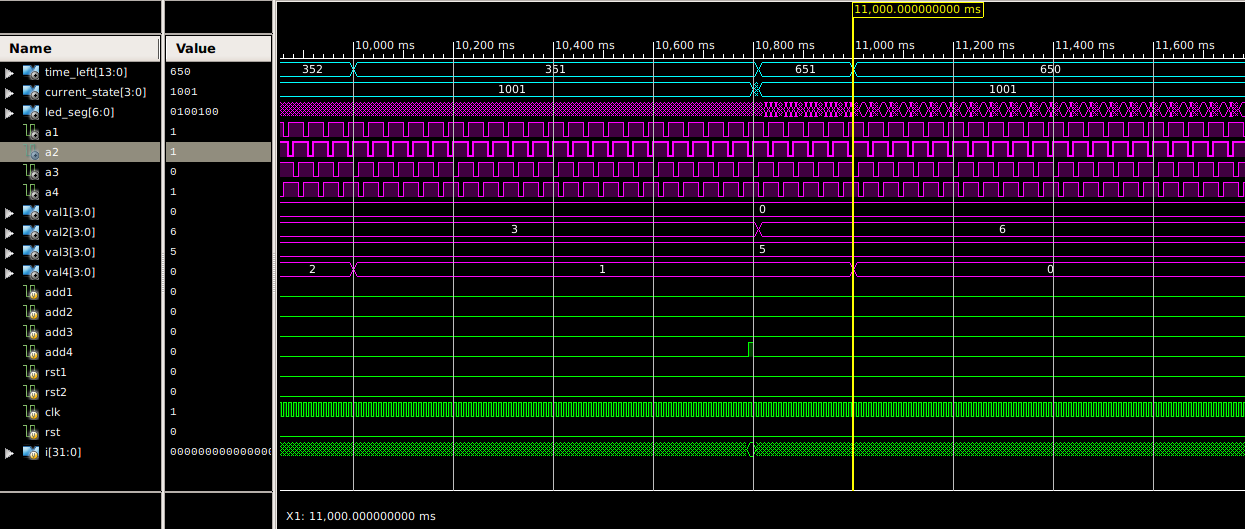 11,000.000000000 ms
Name Value
10,000 ms 10,200 ms 10,400 ms 10,600 ms 10,800 ms 11,000 ms 11,200 ms 11,400 ms 11,600 ms
time_left[13:0] 650 352 351 651 650
current_state[3:0] 1001 1001 1001
led_seg[6:0] 0100100
a1 1
a2 1
a3 0
a4 1
val1[3:0] 0 0
val2[3:0] 6 3 6
val3[3:0] 5 5
val4[3:0] 0 2 1 0
add1 0
add2 0
add3 0
add4 0
rst1 0
rst2 0
clk 1
rst 0
i[31:0] 000000000000000
X1: 11,000.000000000 ms